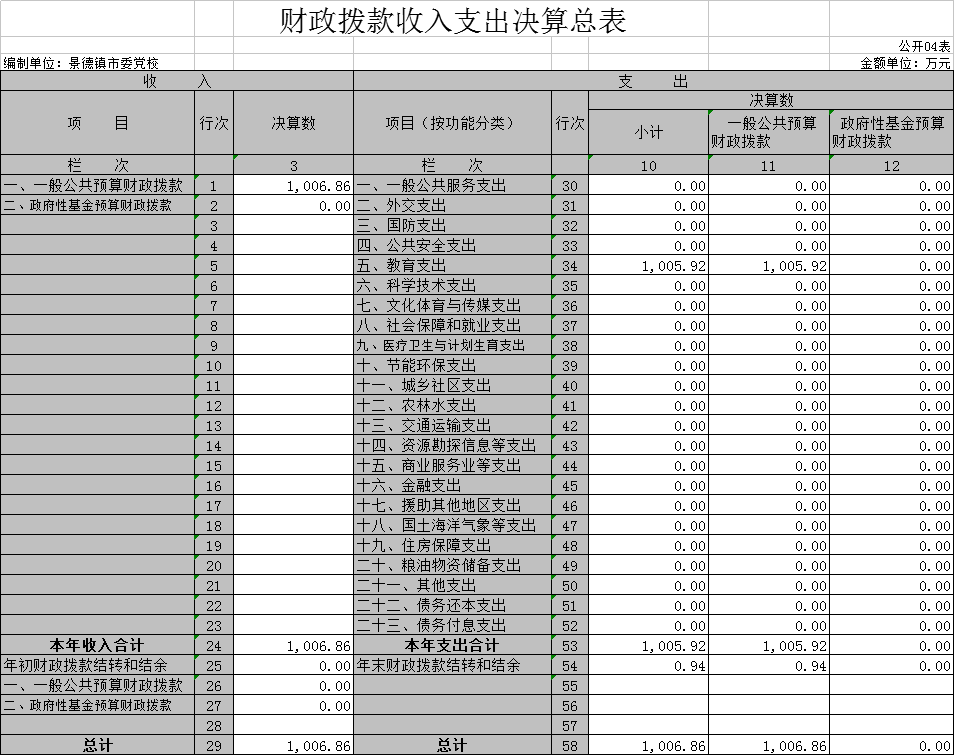 财政拨款收入支出决算总表
公开04表
编制单位：景德镇市委党校 金额单位：万元
收 入 支 出
项 目 行次 决算数 项目（按功能分类） 行次 决算数
小计 一般公共预算财政拨款 政府性基金预算财政拨款
栏 次 3 栏 次 10 11 12
一、一般公共预算财政拨款 1 1,006.86 一、一般公共服务支出 30 0.00 0.00 0.00
二、政府性基金预算财政拨款 2 0.00 二、外交支出 31 0.00 0.00 0.00
3 三、国防支出 32 0.00 0.00 0.00
4 四、公共安全支出 33 0.00 0.00 0.00
5 五、教育支出 34 1,005.92 1,005.92 0.00
6 六、科学技术支出 35 0.00 0.00 0.00
7 七、文化体育与传媒支出 36 0.00 0.00 0.00
8 八、社会保障和就业支出 37 0.00 0.00 0.00
9 九、医疗卫生与计划生育支出 38 0.00 0.00 0.00
10 十、节能环保支出 39 0.00 0.00 0.00
11 十一、城乡社区支出 40 0.00 0.00 0.00
12 十二、农林水支出 41 0.00 0.00 0.00
13 十三、交通运输支出 42 0.00 0.00 0.00
14 十四、资源勘探信息等支出 43 0.00 0.00 0.00
15 十五、商业服务业等支出 44 0.00 0.00 0.00
16 十六、金融支出 45 0.00 0.00 0.00
17 十七、援助其他地区支出 46 0.00 0.00 0.00
18 十八、国土海洋气象等支出 47 0.00 0.00 0.00
19 十九、住房保障支出 48 0.00 0.00 0.00
20 二十、粮油物资储备支出 49 0.00 0.00 0.00
21 二十一、其他支出 50 0.00 0.00 0.00
22 二十二、债务还本支出 51 0.00 0.00 0.00
23 二十三、债务付息支出 52 0.00 0.00 0.00
本年收入合计 24 1,006.86 本年支出合计 53 1,005.92 1,005.92 0.00
年初财政拨款结转和结余 25 0.00 年末财政拨款结转和结余 54 0.94 0.94 0.00
一、一般公共预算财政拨款 26 0.00 55
二、政府性基金预算财政拨款 27 0.00 56
28 57
总计 29 1,006.86 总计 58 1,006.86 1,006.86 0.00